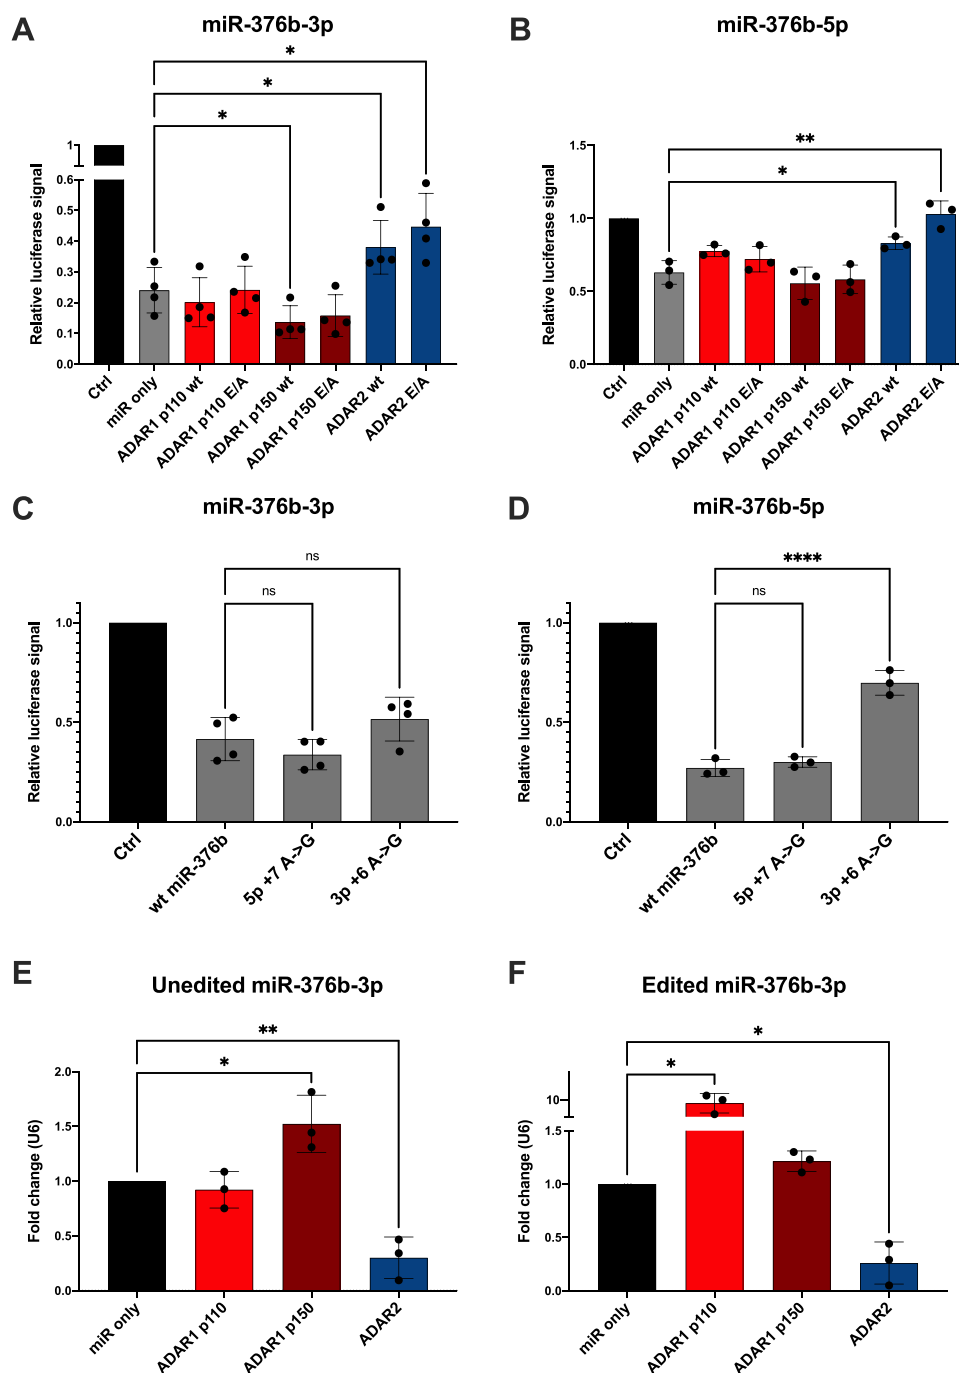 A
miR-376b-3p
*
*
*
Relative luciferase signal
1
0.6
0.5
0.4
0.3
0.2
0.1
0.0
Ctrl
miR only
ADAR1 p110 wt
ADAR1 p110 E/A
ADAR1 p150 wt
ADAR1 p150 E/A
ADAR2 wt
ADAR2 E/A
B
miR-376b-5p
**
*
Relative luciferase signal
1.5
1.0
0.5
0.0
Ctrl
miR only
ADAR1 p110 wt
ADAR1 p110 E/A
ADAR1 p150 wt
ADAR1 p150 E/A
ADAR2 wt
ADAR2 E/A
C
miR-376b-3p
ns
ns
Relative luciferase signal
1.0
0.5
0.0
Ctrl
wt miR-376b
5p +7 A->G
3p +6 A->G
D
miR-376b-5p
****
ns
Relative luciferase signal
1.0
0.5
0.0
Ctrl
wt miR-376b
5p +7 A->G
3p +6 A->G
E
Unedited miR-376b-3p
**
*
Fold change (U6)
2.0
1.5
1.0
0.5
0.0
miR only
ADAR1 p110
ADAR1 p150
ADAR2
F
Edited miR-376b-3p
*
*
Fold change (U6)
10
1.5
1.0
0.5
0.0
miR only
ADAR1 p110
ADAR1 p150
ADAR2